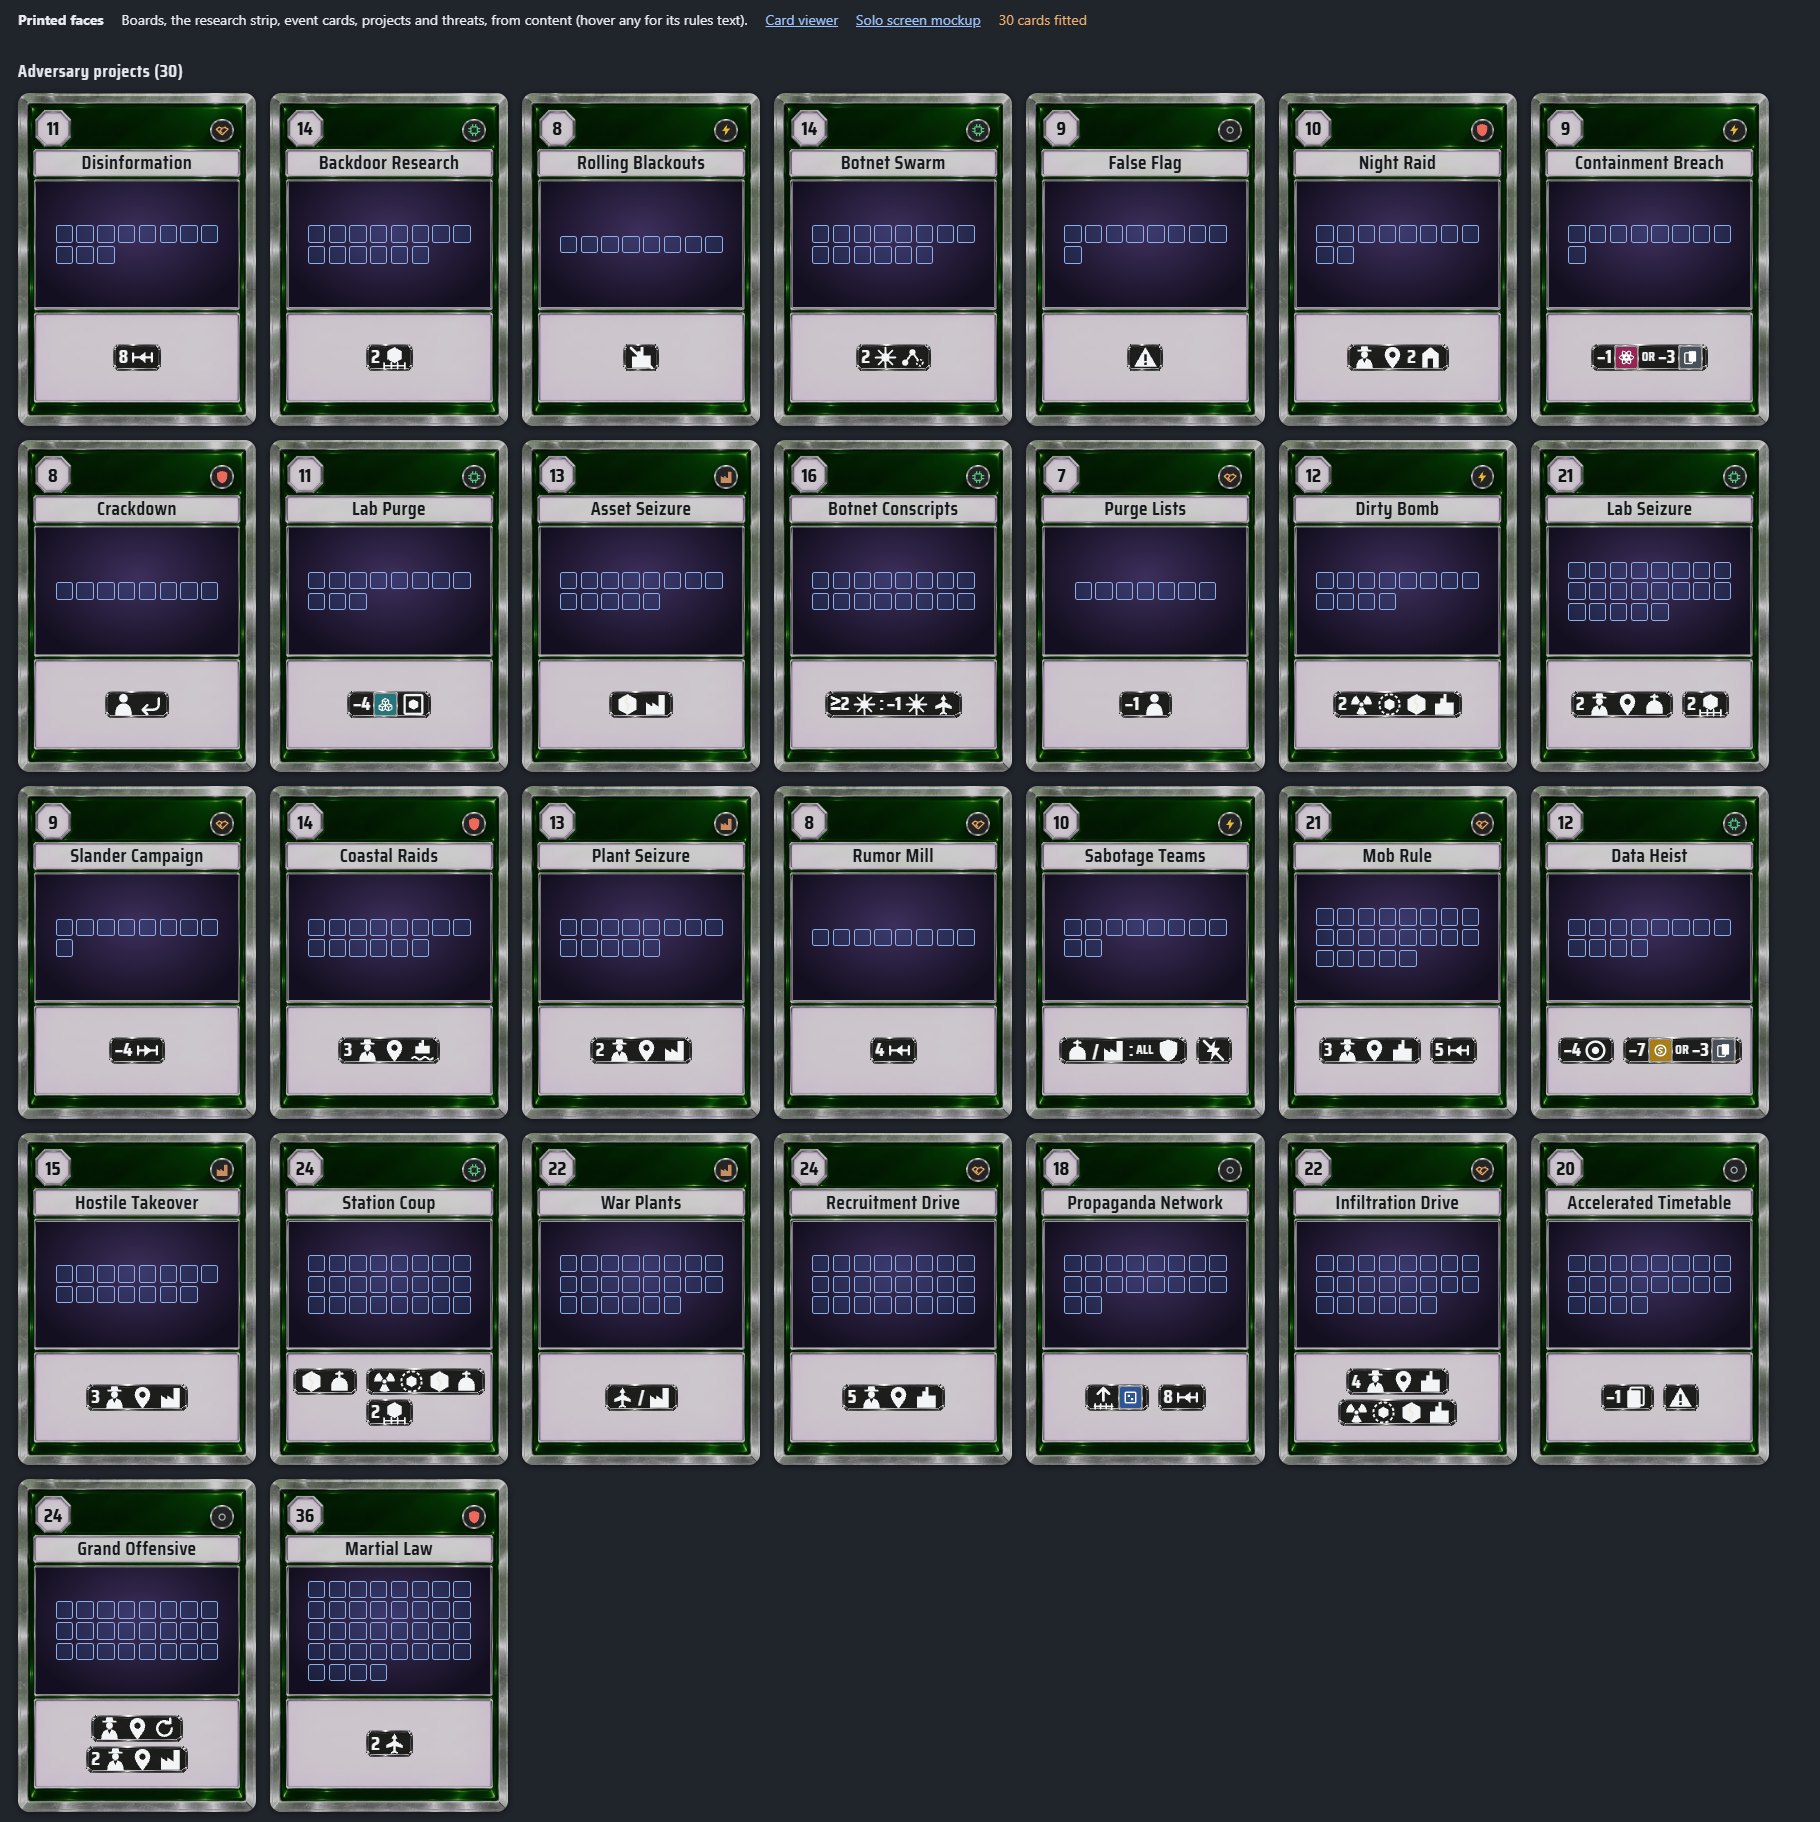 Printed faces Boards, the research strip, event cards, projects and threats, from content (hover any for its rules text). Card viewer Solo screen mockup 30 cards fitted
Adversary projects (30)
11
Disinformation
8
14
Backdoor Research
2
8
Rolling Blackouts
14
Botnet Swarm
2
9
False Flag
10
Night Raid
2
9
Containment Breach
-1 OR -3
8
Crackdown
11
Lab Purge
-4
13
Asset Seizure
16
Botnet Conscripts
≥2 : -1
7
Purge Lists
-1
12
Dirty Bomb
2
21
Lab Seizure
2 2
9
Slander Campaign
-4
14
Coastal Raids
3
13
Plant Seizure
2
8
Rumor Mill
4
10
Sabotage Teams
/ : ALL
21
Mob Rule
3 5
12
Data Heist
-4 -7 OR -3
15
Hostile Takeover
3
24
Station Coup
2
22
War Plants
/
24
Recruitment Drive
5
18
Propaganda Network
8
22
Infiltration Drive
4
20
Accelerated Timetable
-1
24
Grand Offensive
2
36
Martial Law
2